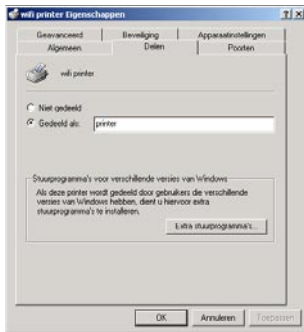 wifi printer Eigenschappen
Geavanceerd Beveiliging Apparaatinstellingen
Algemeen Delen Poorten
wifi printer
Niet gedeeld
Gedeeld als: printer
Stuurprogramma's voor verschillende versies van Windows
Als deze printer wordt gedeeld door gebruikers die verschillende
versies van Windows hebben, dient u hiervoor extra
stuurprogramma's te installeren.
Extra stuurprogramma's...
OK Annuleren Toepassen